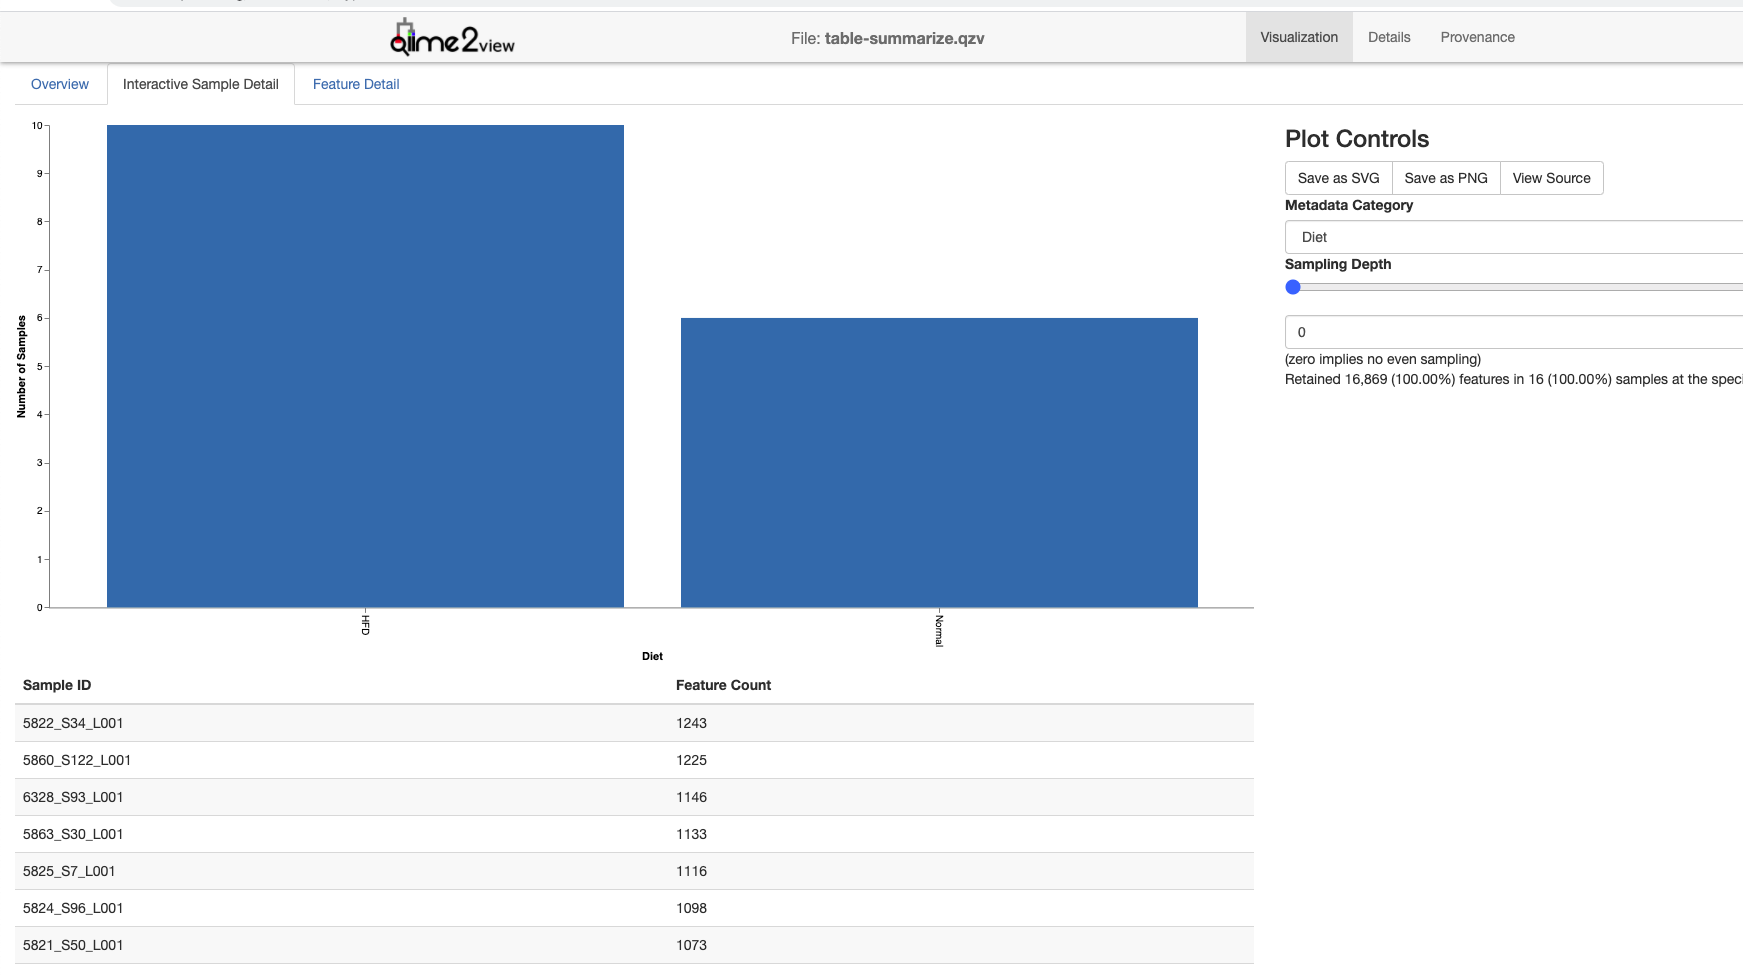 qiime2view
File: table-summarize.qzv
Visualization
Details
Provenance
Overview
Interactive Sample Detail
Feature Detail
10
9
8
7
6
5
4
3
2
1
0
Number of Samples
HFD
Normal
Diet
Plot Controls
Save as SVG
Save as PNG
View Source
Metadata Category
Diet
Sampling Depth
0
(zero implies no even sampling)
Retained 16,869 (100.00%) features in 16 (100.00%) samples at the speci
Sample ID Feature Count
5822_S34_L001 1243
5860_S122_L001 1225
6328_S93_L001 1146
5863_S30_L001 1133
5825_S7_L001 1116
5824_S96_L001 1098
5821_S50_L001 1073